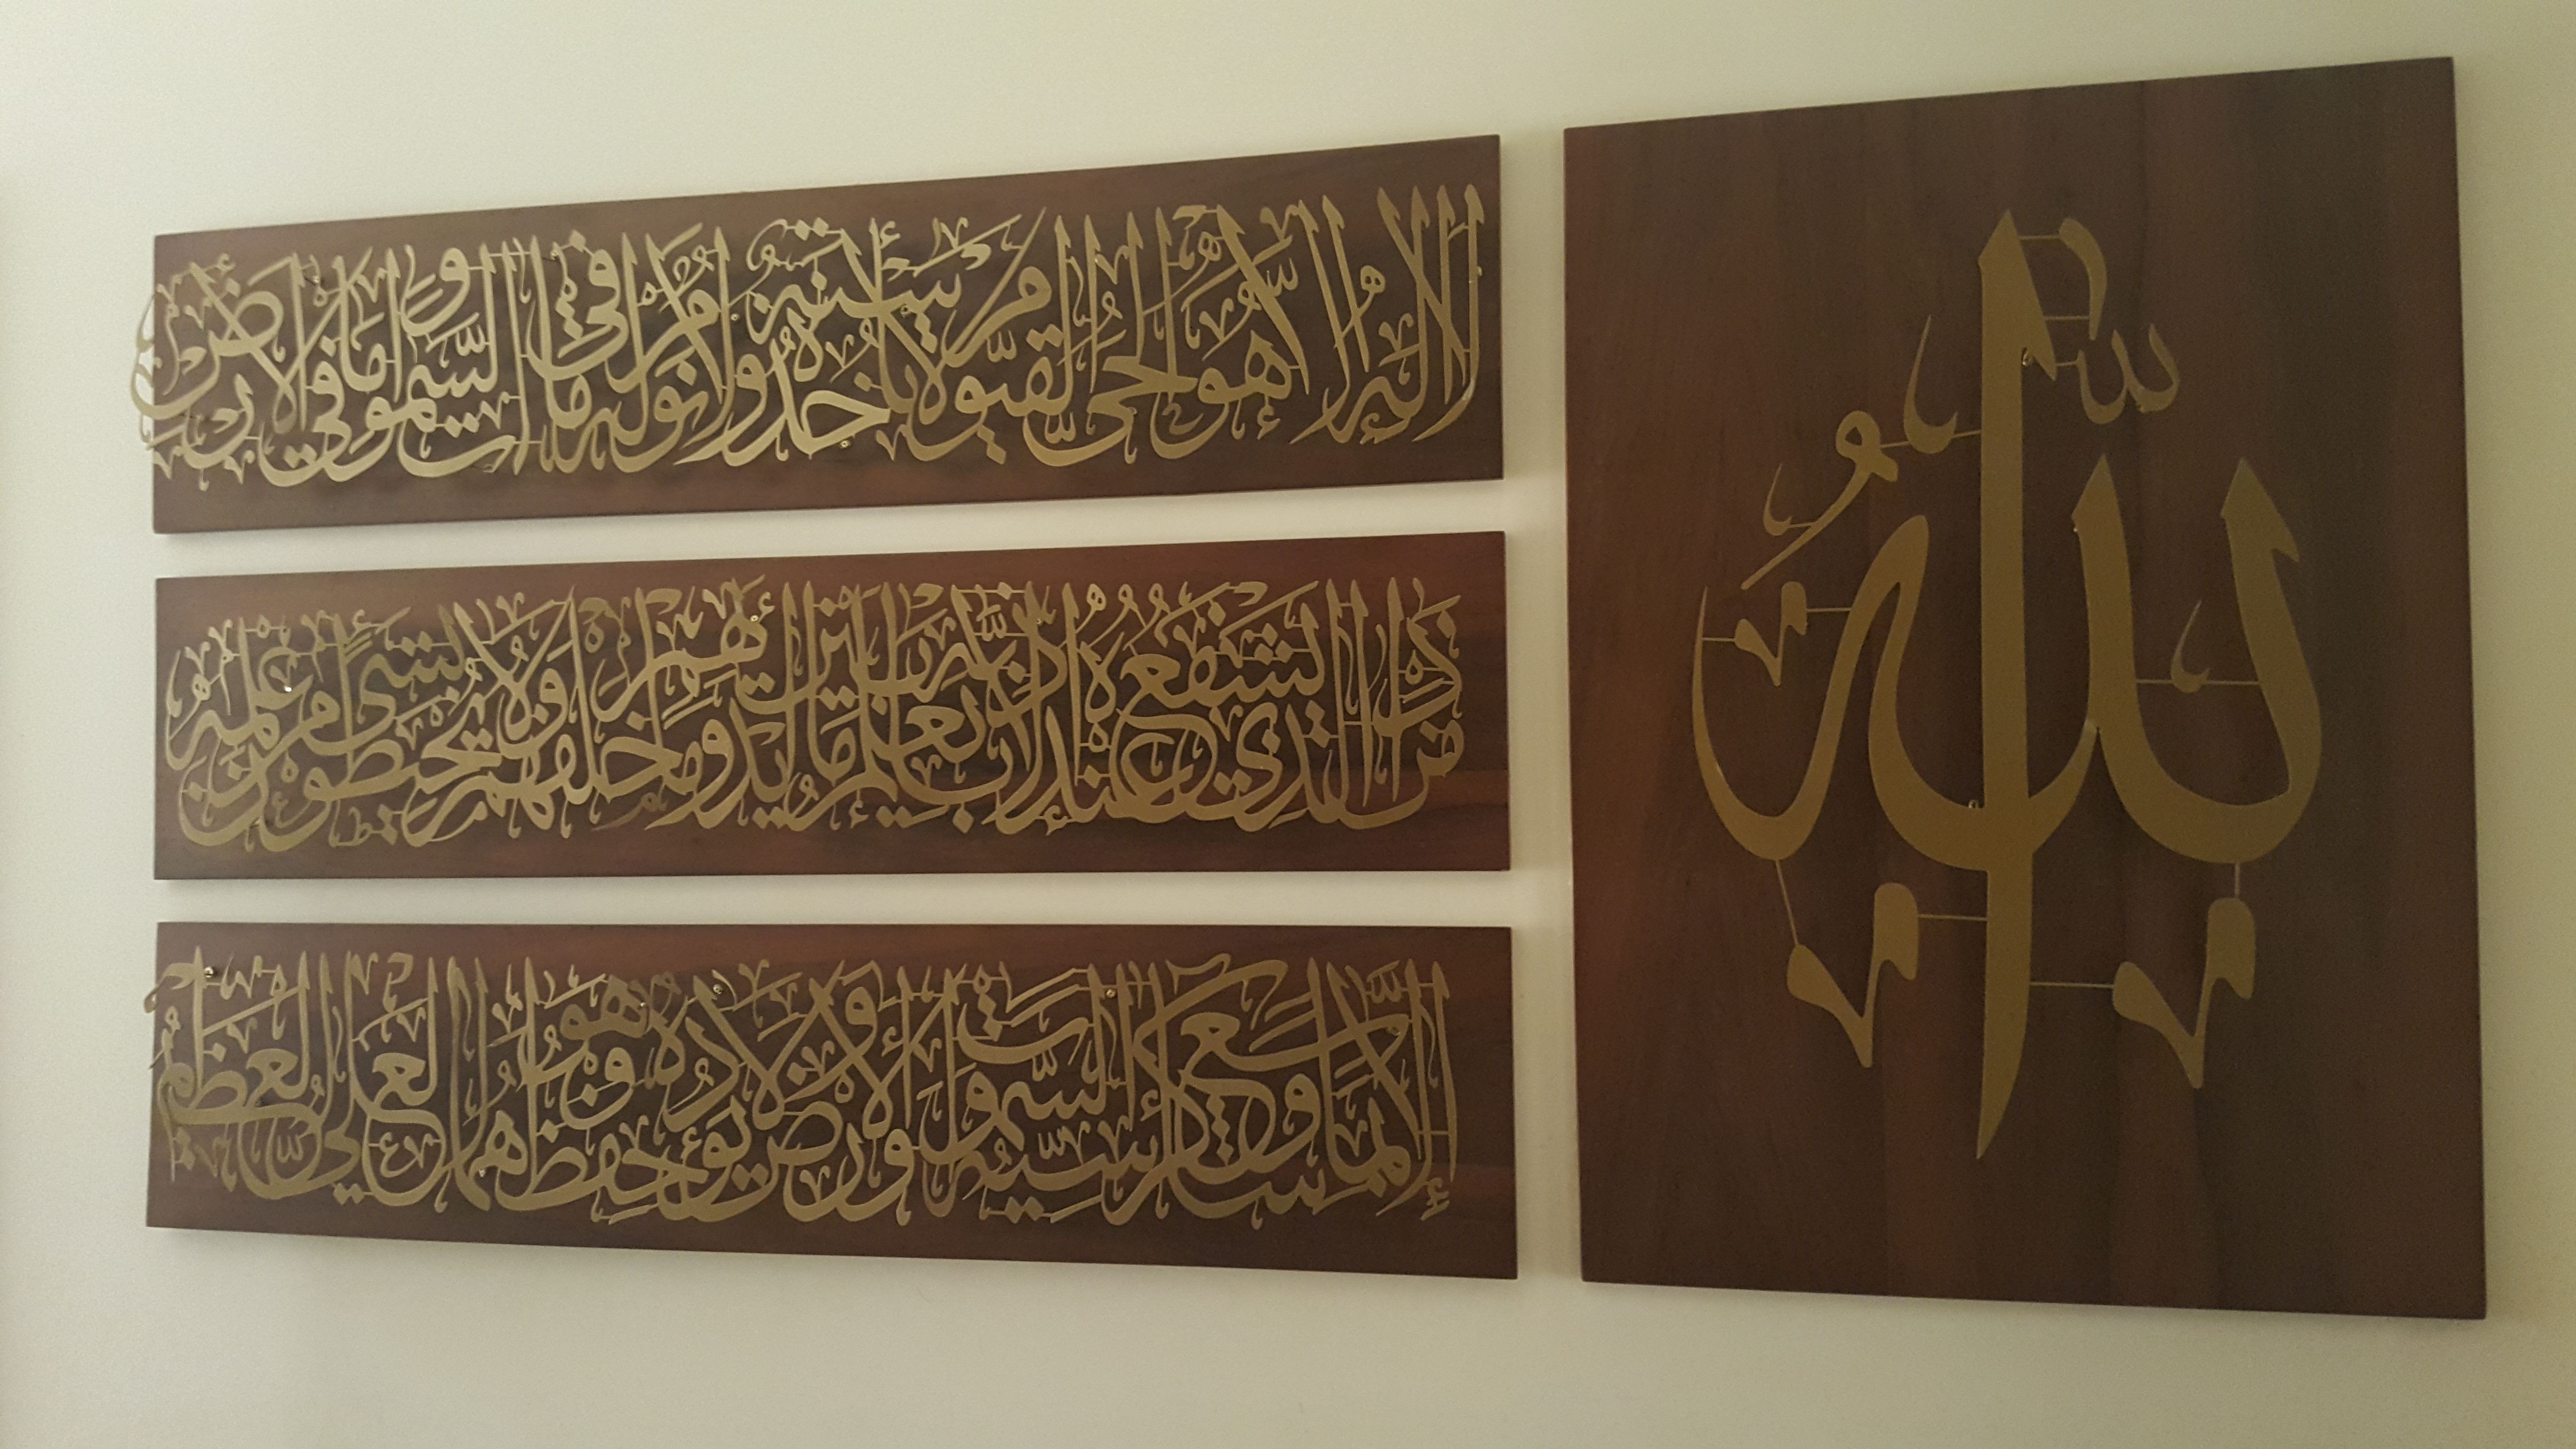 الله
لا إله إلا هو الحي القيوم لا تأخذه سنة ولا نوم له ما في السموات وما في الأرض
من ذا الذي يشفع عنده إلا بإذنه يعلم ما بين أيديهم وما خلفهم ولا يحيطون بشيء من علمه
إلا بما شاء وسع كرسيه السموات والأرض ولا يؤوده حفظهما وهو العلي العظيم